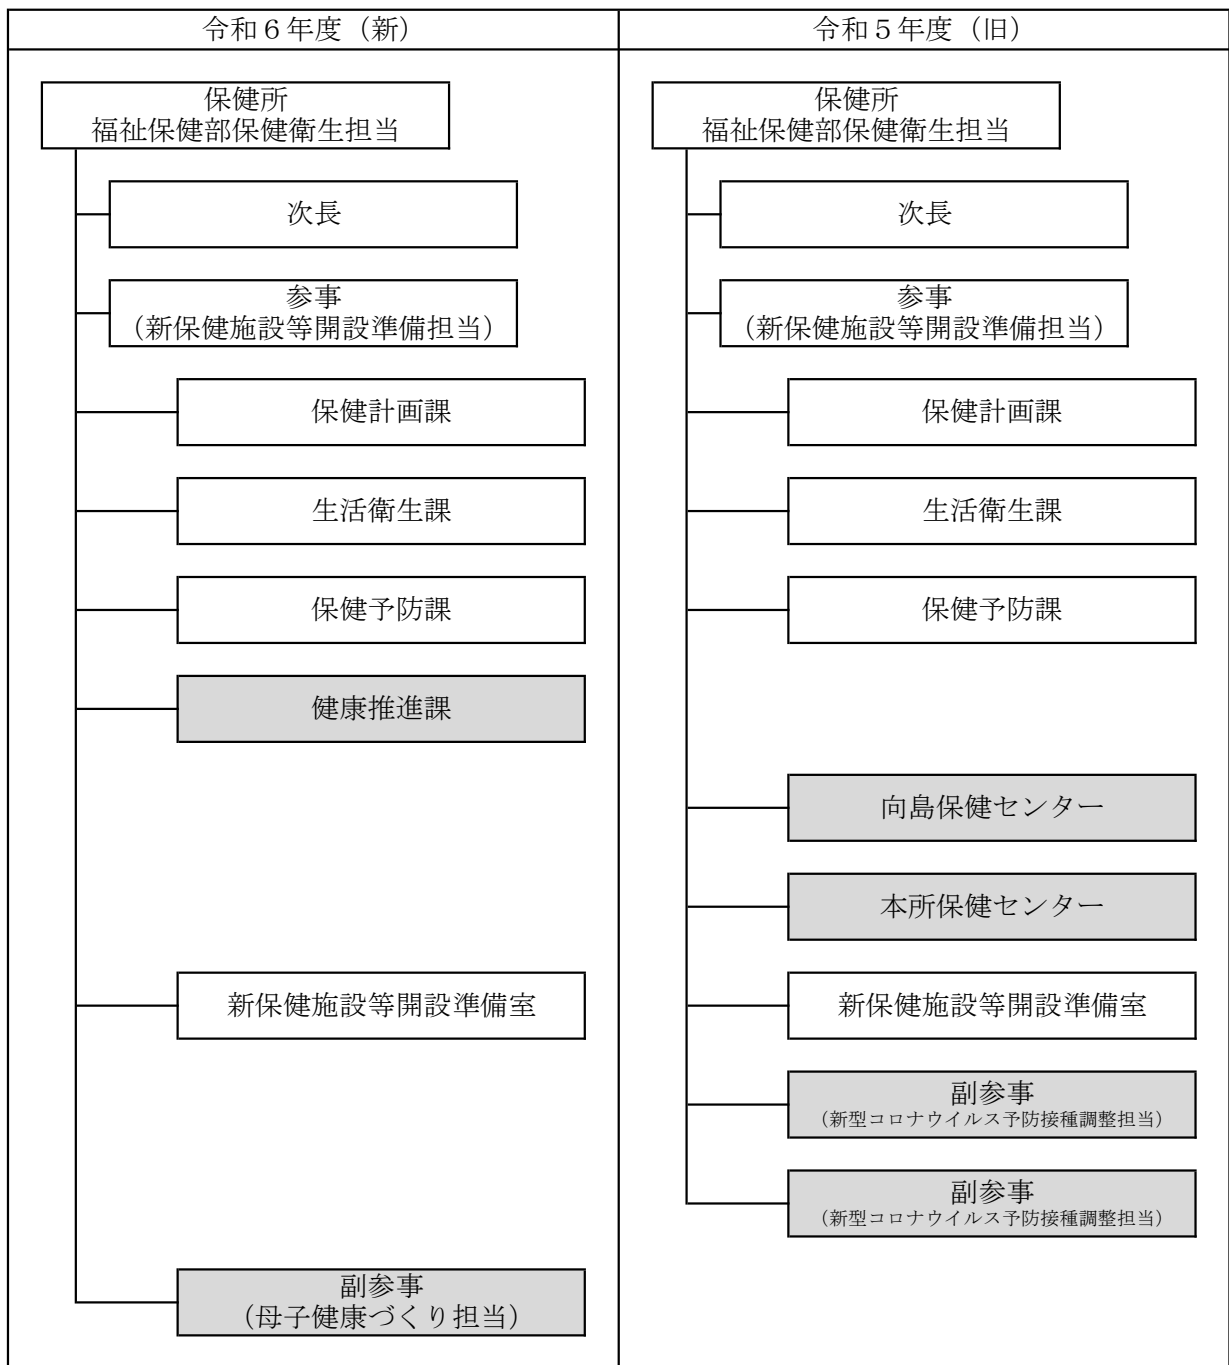 令和６年度（新）
保健所
福祉保健部保健衛生担当
次長
参事
（新保健施設等開設準備担当）
保健計画課
生活衛生課
保健予防課
健康推進課
新保健施設等開設準備室
副参事
（母子健康づくり担当）
令和５年度（旧）
保健所
福祉保健部保健衛生担当
次長
参事
（新保健施設等開設準備担当）
保健計画課
生活衛生課
保健予防課
向島保健センター
本所保健センター
新保健施設等開設準備室
副参事
（新型コロナウイルス予防接種調整担当）
副参事
（新型コロナウイルス予防接種調整担当）